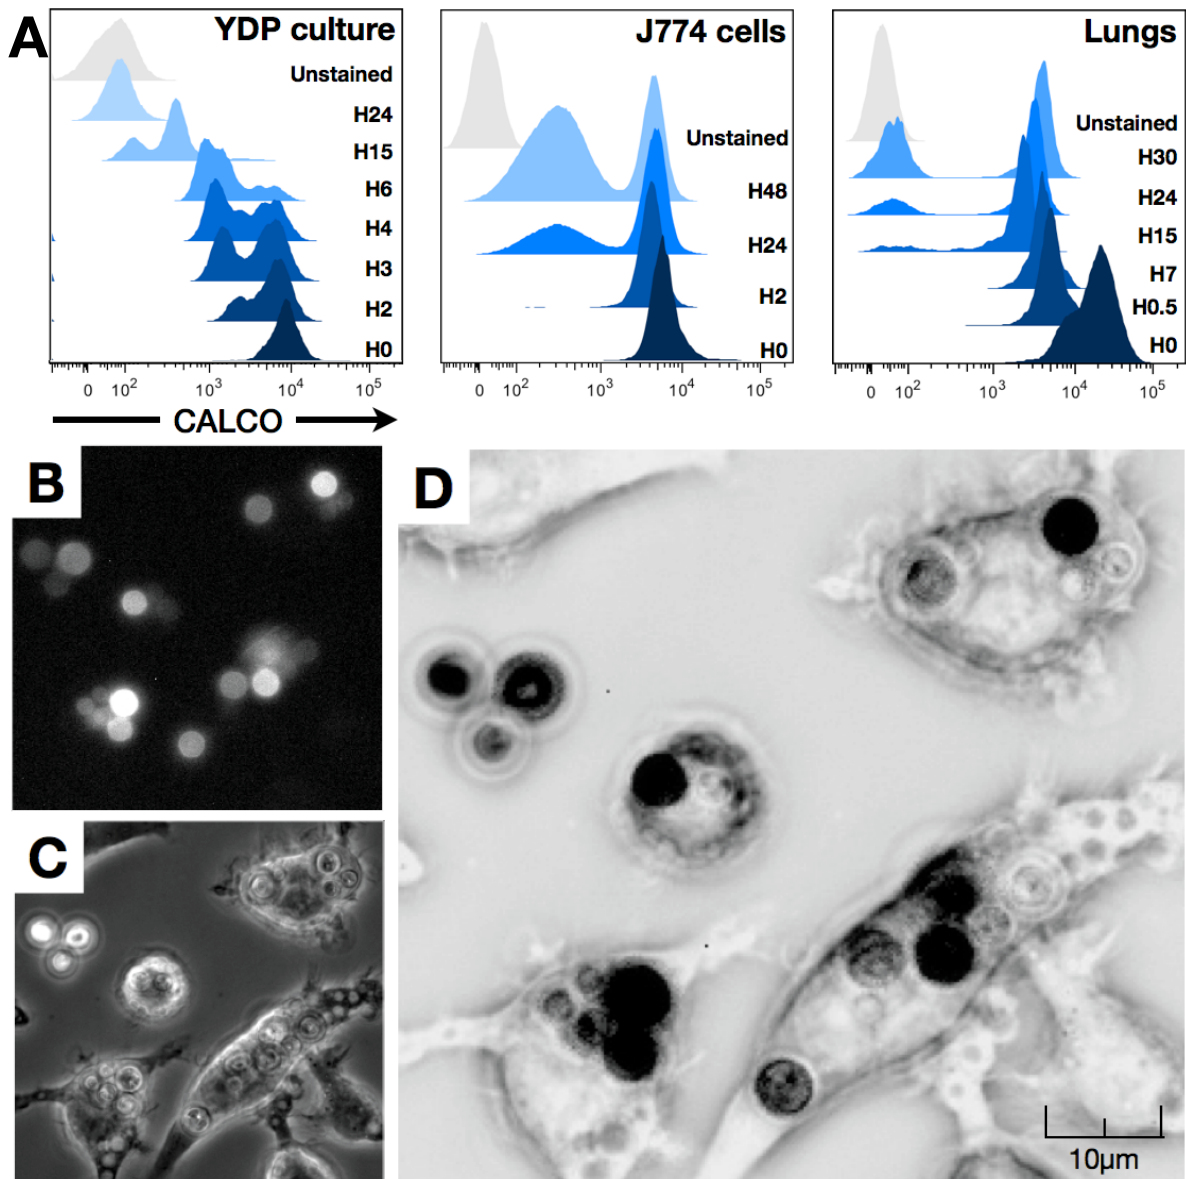 A
YDP culture
Unstained
H24
H15
H6
H4
H3
H2
H0
0 10² 10³ 10⁴ 10⁵
CALCO
J774 cells
Unstained
H48
H24
H2
H0
0 10² 10³ 10⁴ 10⁵
Lungs
Unstained
H30
H24
H15
H7
H0.5
H0
0 10² 10³ 10⁴ 10⁵
B
C
D
10μm